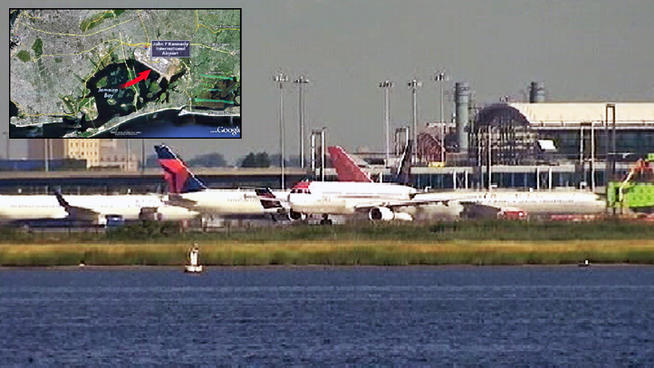 John F Kennedy
International
Airport
Jamaica
Bay
Google